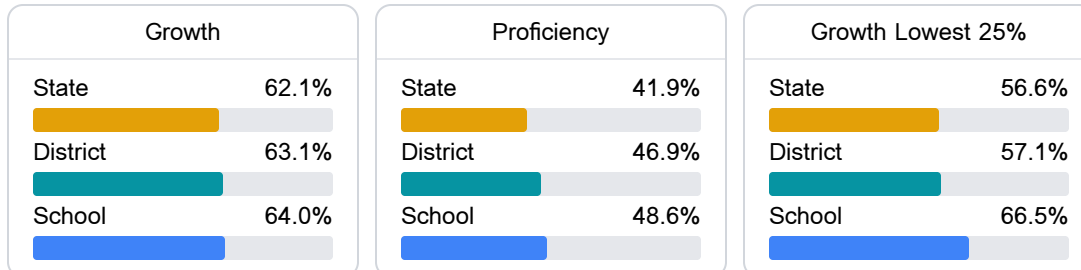 Growth
State 62.1%
District 63.1%
School 64.0%
Proficiency
State 41.9%
District 46.9%
School 48.6%
Growth Lowest 25%
State 56.6%
District 57.1%
School 66.5%